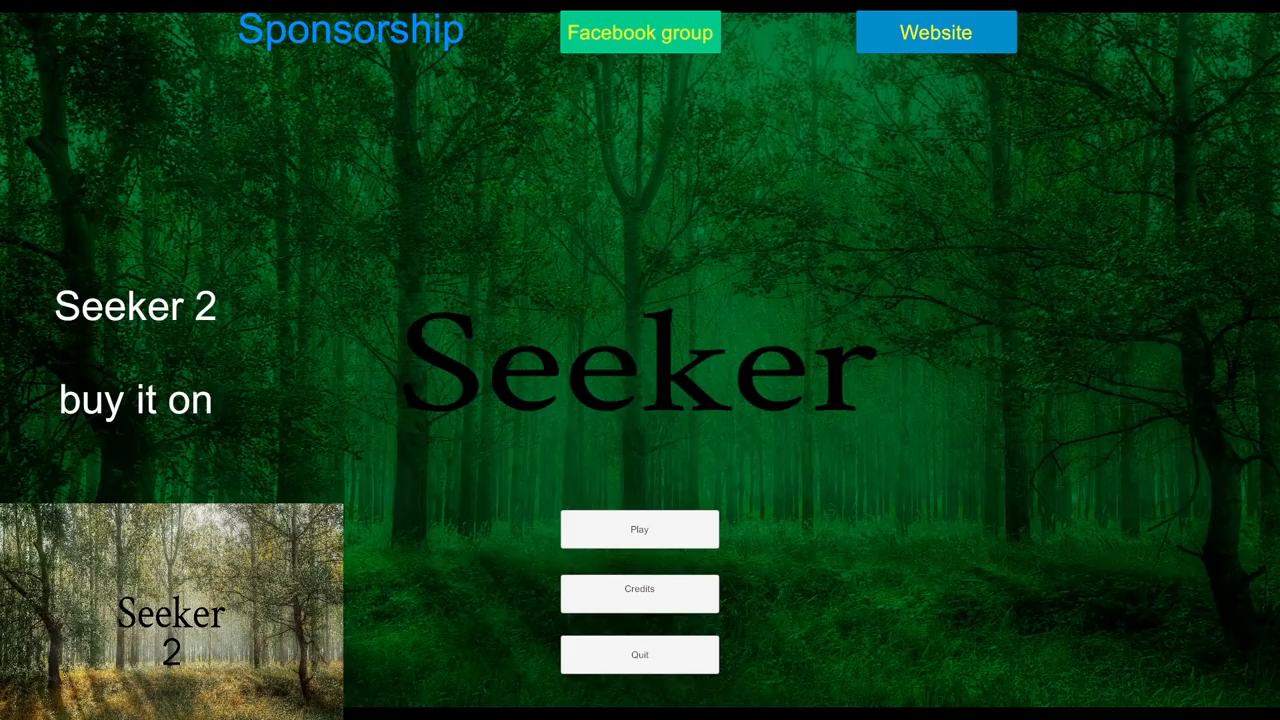 Sponsorship
Facebook group
Website
Seeker 2
buy it on
Seeker
Play
Credits
Quit
Seeker
2